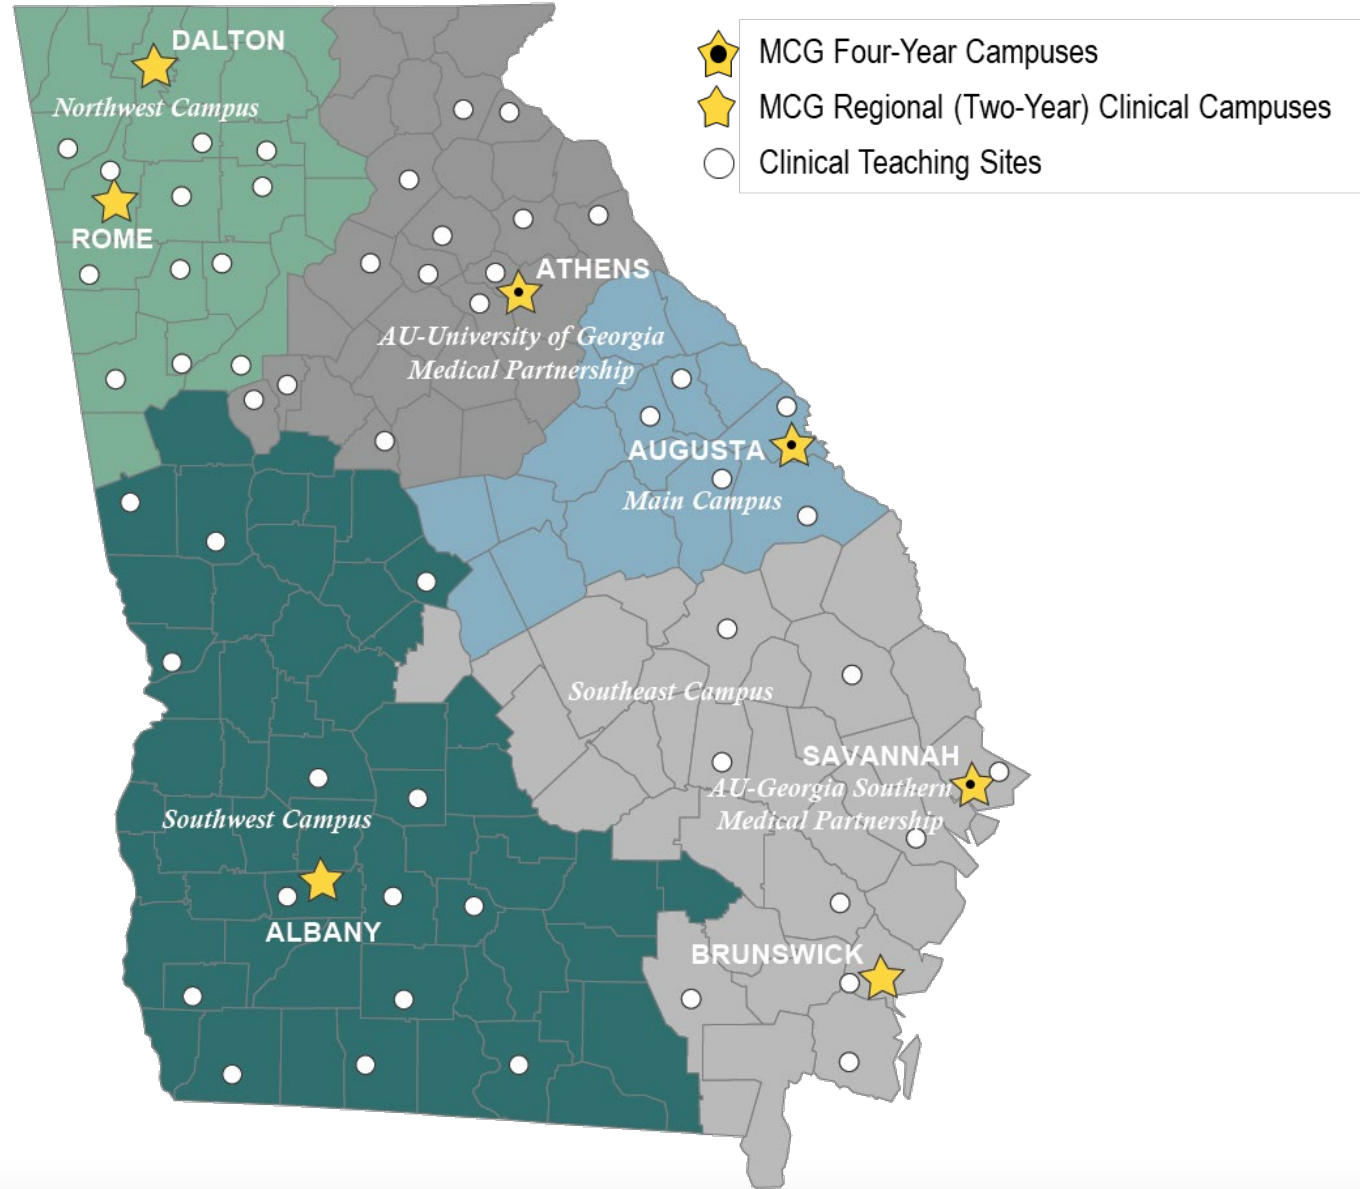 DALTON
Northwest Campus
ROME
MCG Four-Year Campuses
MCG Regional (Two-Year) Clinical Campuses
Clinical Teaching Sites
ATHENS
AU-University of Georgia
Medical Partnership
AUGUSTA
Main Campus
Southeast Campus
SAVANNAH
AU-Georgia Southern
Medical Partnership
Southwest Campus
ALBANY
BRUNSWICK